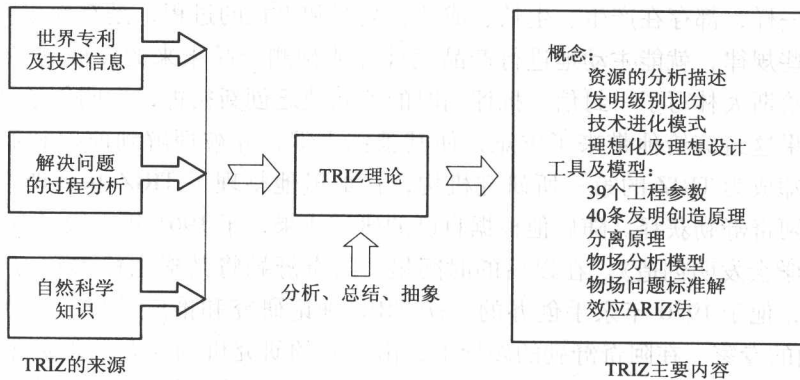 世界专利
及技术信息
解决问题
的过程分析
自然科学
知识
TRIZ的来源
TRIZ理论
分析、总结、抽象
概念：
资源的分析描述
发明级别划分
技术进化模式
理想化及理想设计
工具及模型：
39个工程参数
40条发明创造原理
分离原理
物场分析模型
物场问题标准解
效应ARIZ法
TRIZ主要内容